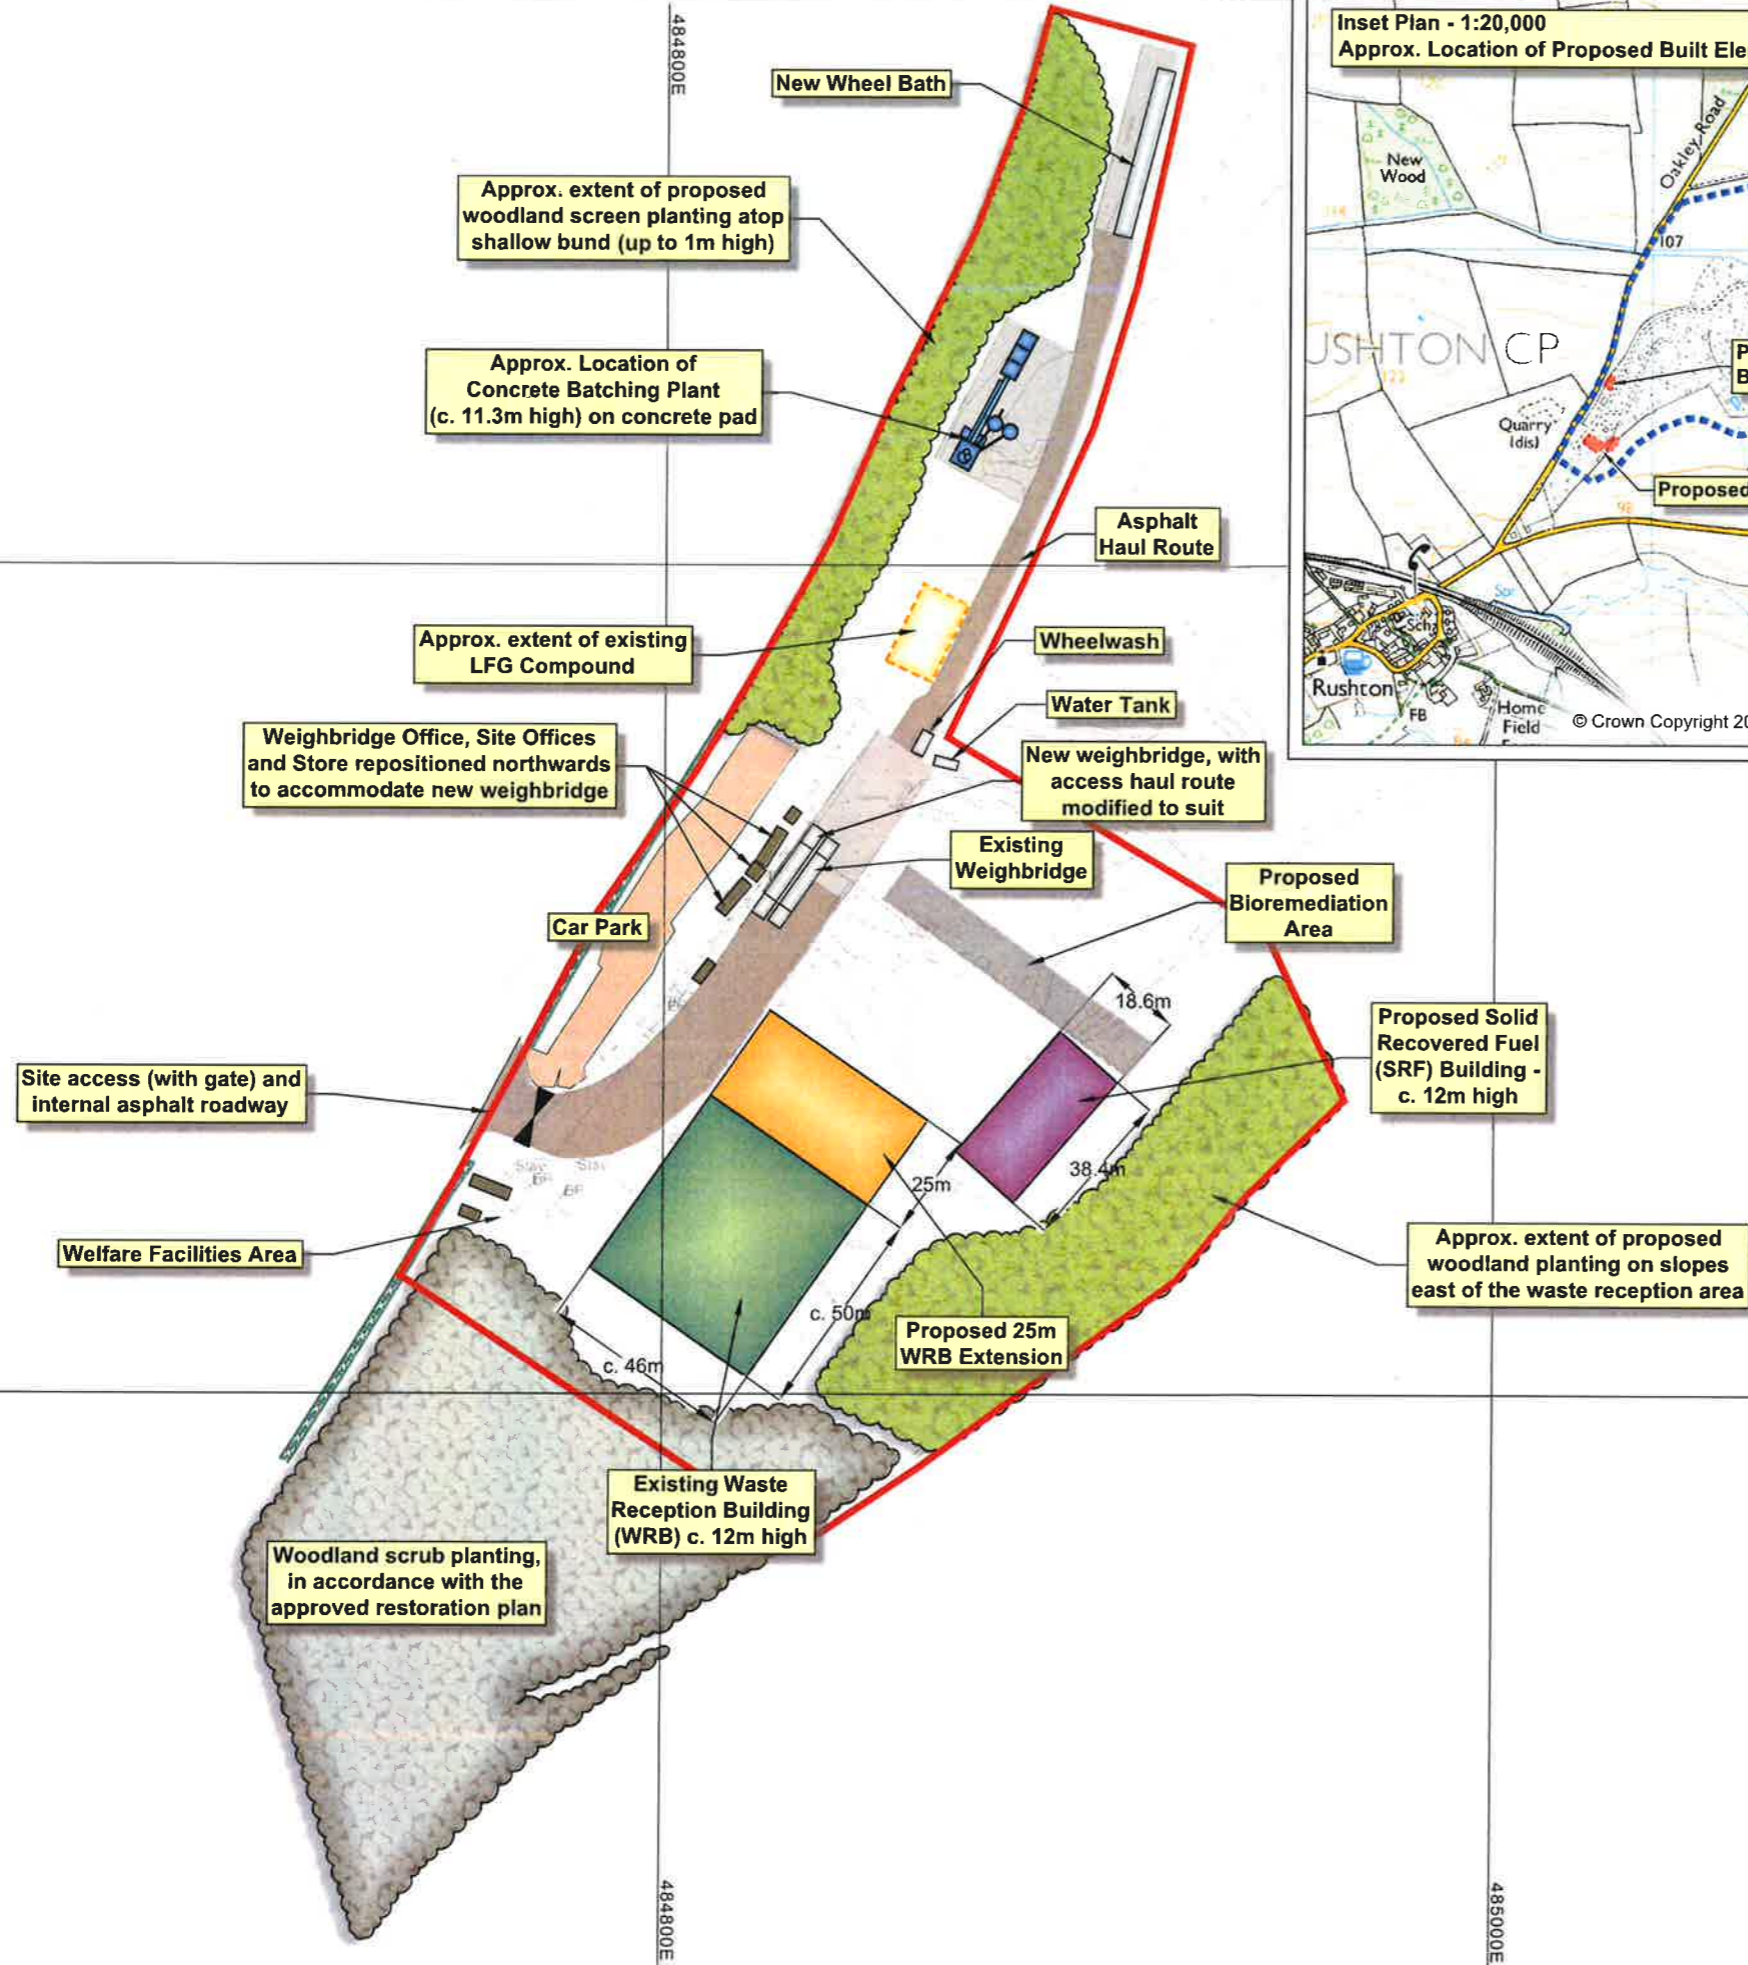 484800E
Inset Plan - 1:20,000
Approx. Location of Proposed Built Ele
New Wheel Bath
Oakley Road
New
Wood
Approx. extent of proposed
woodland screen planting atop
shallow bund (up to 1m high)
107
USHTON CP
Approx. Location of
Concrete Batching Plant
(c. 11.3m high) on concrete pad
P
B
Quarry
(dis)
Proposed
98
Asphalt
Haul Route
Spr
Sch
Approx. extent of existing
LFG Compound
Wheelwash
Rushton
FB
Home
Field
© Crown Copyright 20
Water Tank
Weighbridge Office, Site Offices
and Store repositioned northwards
to accommodate new weighbridge
New weighbridge, with
access haul route
modified to suit
Existing
Weighbridge
Proposed
Bioremediation
Area
Car Park
18.6m
Proposed Solid
Recovered Fuel
(SRF) Building -
c. 12m high
Site access (with gate) and
internal asphalt roadway
38.4m
25m
Welfare Facilities Area
Approx. extent of proposed
woodland planting on slopes
east of the waste reception area
c. 50m
Proposed 25m
WRB Extension
c. 46m
Existing Waste
Reception Building
(WRB) c. 12m high
Woodland scrub planting,
in accordance with the
approved restoration plan
484800E
485000E